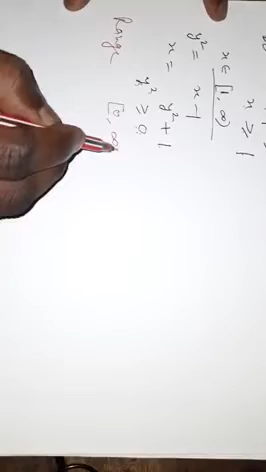 x ≥ 1
x ∈ [1, ∞)
y² = x - 1
x = y² + 1
y² ≥ 0
Range [0, ∞